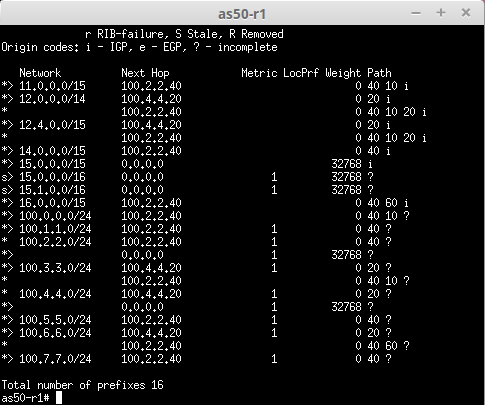 as50-r1
r RIB-failure, S Stale, R Removed
Origin codes: i - IGP, e - EGP, ? - incomplete
Network Next Hop Metric LocPrf Weight Path
*> 11.0.0.0/15 100.2.2.40 0 40 10 i
*> 12.0.0.0/14 100.4.4.20 0 20 i
* 100.2.2.40 0 40 10 20 i
*> 12.4.0.0/15 100.4.4.20 0 20 i
* 100.2.2.40 0 40 10 20 i
*> 14.0.0.0/15 100.2.2.40 0 40 i
*> 15.0.0.0/15 0.0.0.0 32768 i
s> 15.0.0.0/16 0.0.0.0 1 32768 ?
s> 15.1.0.0/16 0.0.0.0 1 32768 ?
*> 16.0.0.0/15 100.2.2.40 0 40 60 i
*> 100.0.0.0/24 100.2.2.40 0 40 10 ?
*> 100.1.1.0/24 100.2.2.40 1 0 40 ?
* 100.2.2.0/24 100.2.2.40 1 0 40 ?
*> 0.0.0.0 1 32768 ?
*> 100.3.3.0/24 100.4.4.20 1 0 20 ?
* 100.2.2.40 0 40 10 ?
* 100.4.4.0/24 100.4.4.20 1 0 20 ?
*> 0.0.0.0 1 32768 ?
*> 100.5.5.0/24 100.2.2.40 1 0 40 ?
*> 100.6.6.0/24 100.4.4.20 1 0 20 ?
* 100.2.2.40 0 40 60 ?
*> 100.7.7.0/24 100.2.2.40 1 0 40 ?
Total number of prefixes 16
as50-r1#